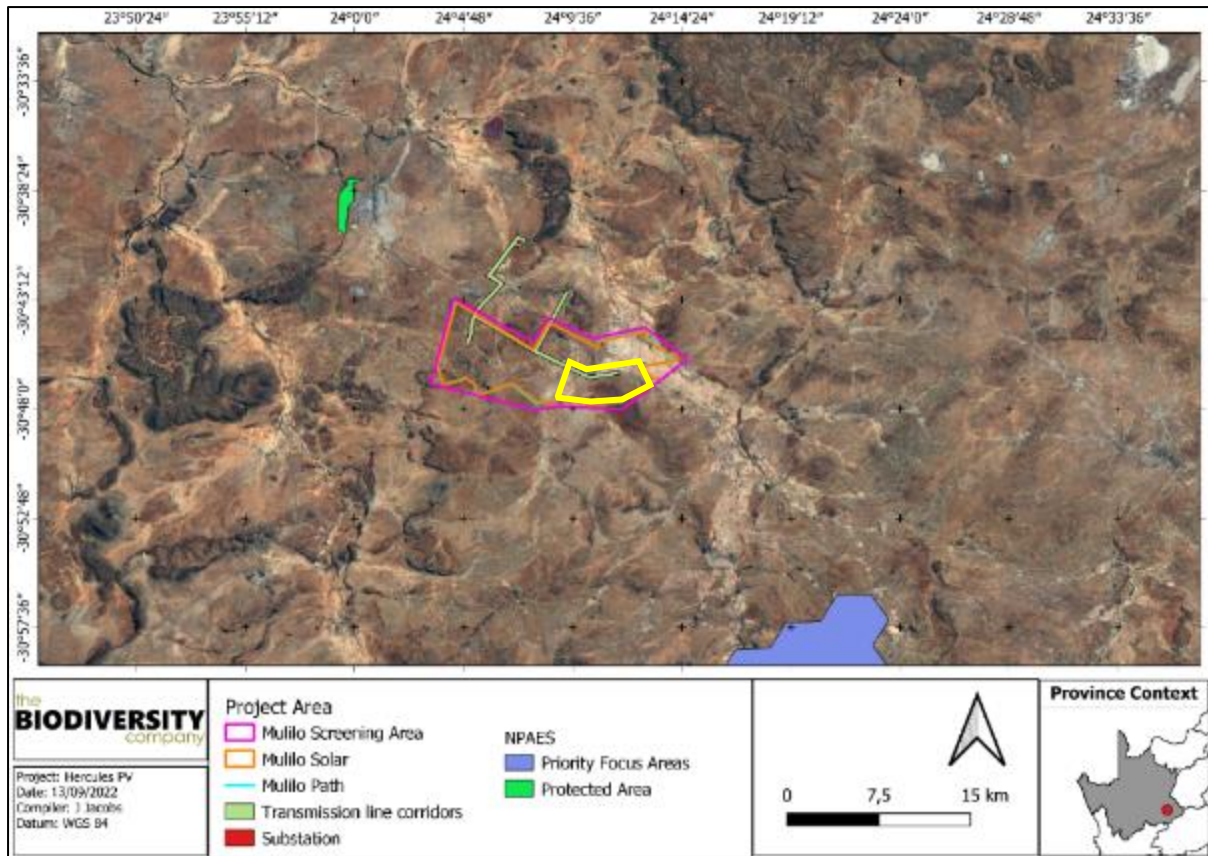 23°50'24" 23°55'12" 24°0'0" 24°4'48" 24°9'36" 24°14'24" 24°19'12" 24°24'0" 24°28'48" 24°33'36"
-30°33'36"
-30°38'24"
-30°43'12"
-30°48'0"
-30°52'48"
-30°57'36"
the
BIODIVERSITY
company
Project: Hercules PV
Date: 13/09/2022
Compiler: J Jacobs
Datum: WGS 84
Project Area
Mulilo Screening Area
Mulilo Solar
Mulilo Path
Transmission line corridors
Substation
NPAES
Priority Focus Areas
Protected Area
0 7,5 15 km
Province Context